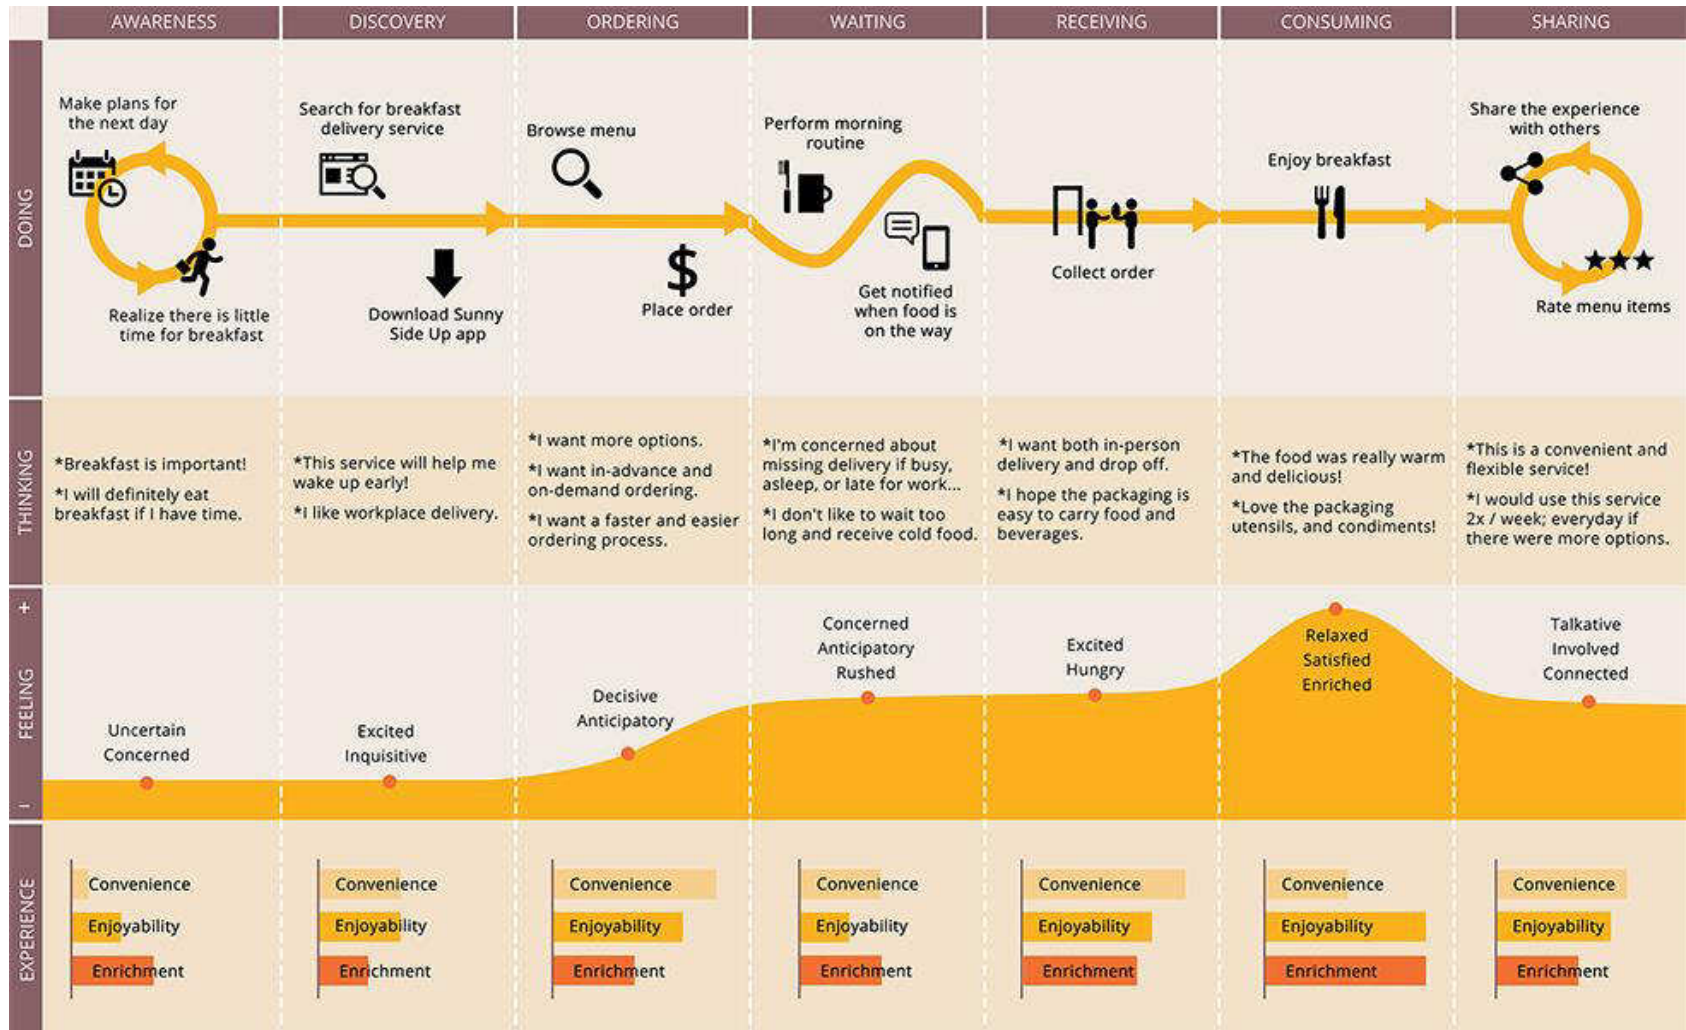 AWARENESS
DISCOVERY
ORDERING
WAITING
RECEIVING
CONSUMING
SHARING
DOING
Make plans for
the next day
Realize there is little
time for breakfast
Search for breakfast
delivery service
Download Sunny
Side Up app
Browse menu
$
Place order
Perform morning
routine
Get notified
when food is
on the way
Collect order
Enjoy breakfast
Share the experience
with others
Rate menu items
THINKING
*Breakfast is important!
*I will definitely eat
breakfast if I have time.
*This service will help me
wake up early!
*I like workplace delivery.
*I want more options.
*I want in-advance and
on-demand ordering.
*I want a faster and easier
ordering process.
*I'm concerned about
missing delivery if busy,
asleep, or late for work...
*I don't like to wait too
long and receive cold food.
*I want both in-person
delivery and drop off.
*I hope the packaging is
easy to carry food and
beverages.
*The food was really warm
and delicious!
*Love the packaging
utensils, and condiments!
*This is a convenient and
flexible service!
*I would use this service
2x / week; everyday if
there were more options.
+
FEELING
–
Uncertain
Concerned
Excited
Inquisitive
Decisive
Anticipatory
Concerned
Anticipatory
Rushed
Excited
Hungry
Relaxed
Satisfied
Enriched
Talkative
Involved
Connected
EXPERIENCE
Convenience
Enjoyability
Enrichment
Convenience
Enjoyability
Enrichment
Convenience
Enjoyability
Enrichment
Convenience
Enjoyability
Enrichment
Convenience
Enjoyability
Enrichment
Convenience
Enjoyability
Enrichment
Convenience
Enjoyability
Enrichment